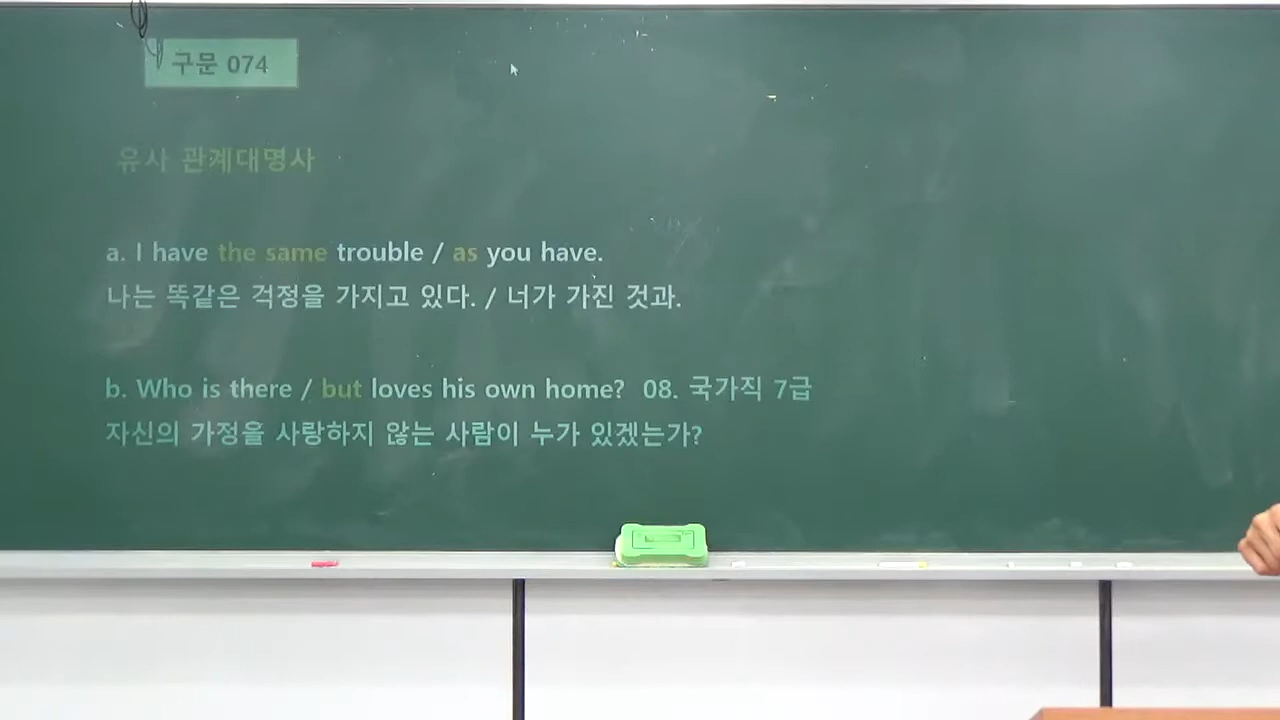 구문 074
유사 관계대명사
a. I have the same trouble / as you have.
나는 똑같은 걱정을 가지고 있다. / 너가 가진 것과.
b. Who is there / but loves his own home? 08. 국가직 7급
자신의 가정을 사랑하지 않는 사람이 누가 있겠는가?